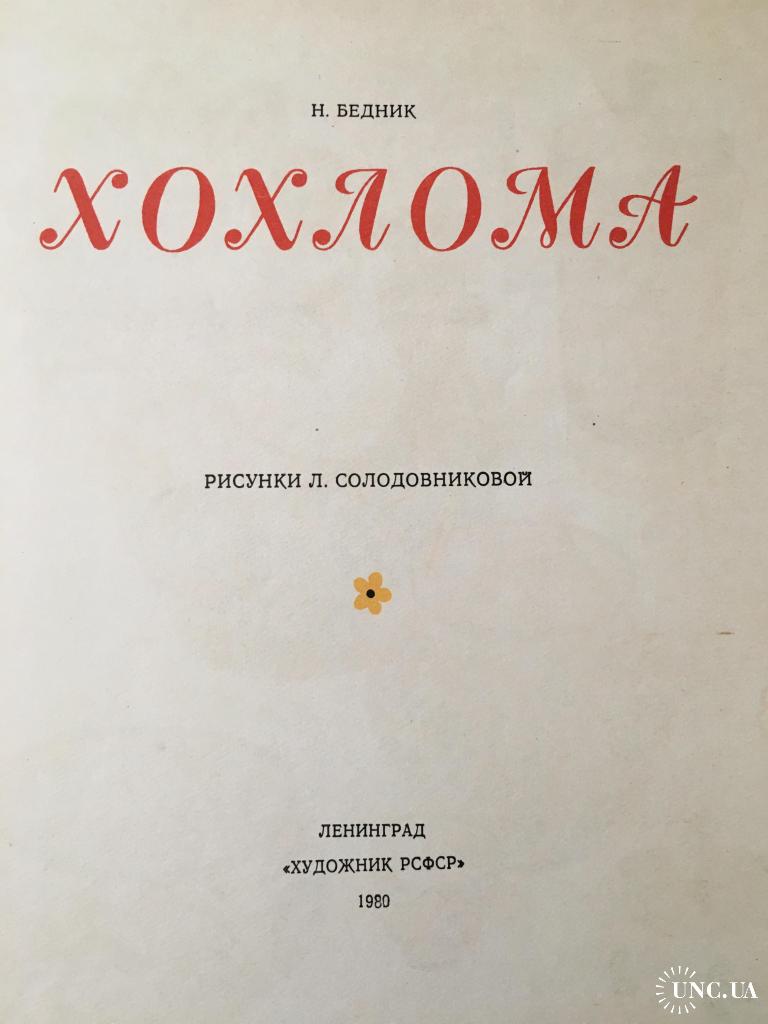 Н. БЕДНИК
ХОХЛОМА
РИСУНКИ Л. СОЛОДОВНИКОВОЙ
ЛЕНИНГРАД
«ХУДОЖНИК РСФСР»
1980
UNC.UA